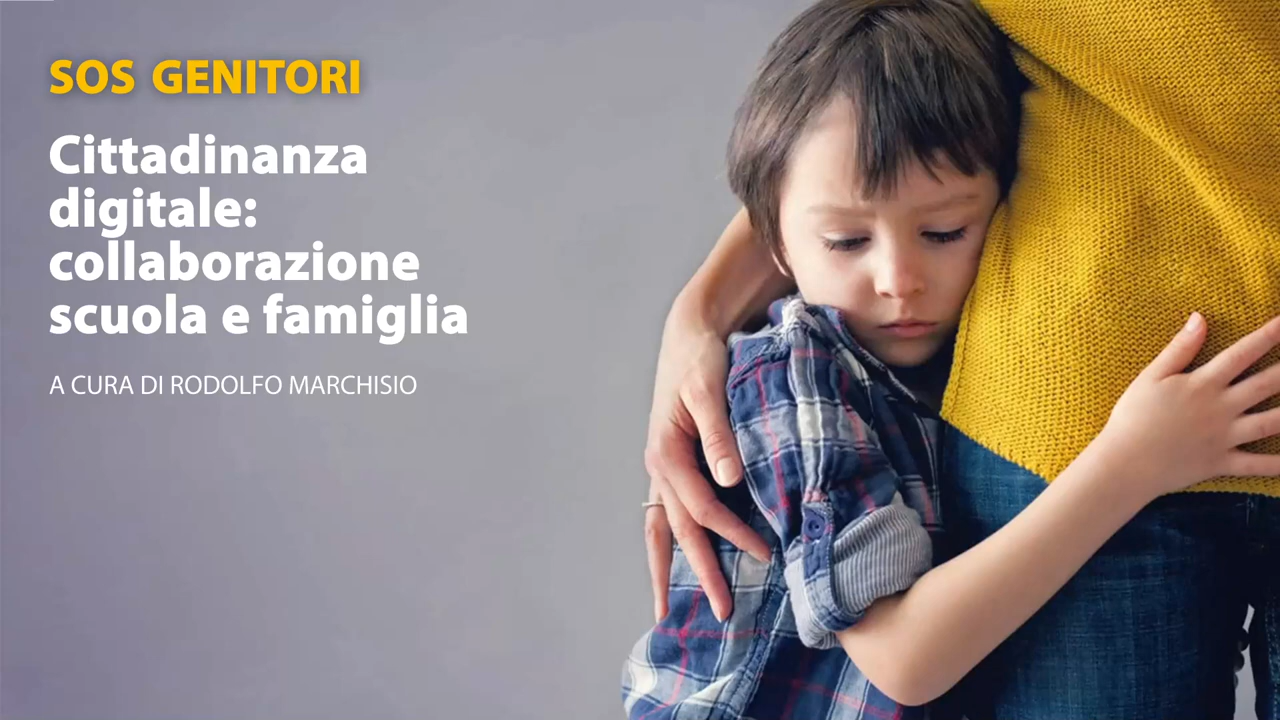 SOS GENITORI
Cittadinanza
digitale:
collaborazione
scuola e famiglia
A CURA DI RODOLFO MARCHISIO